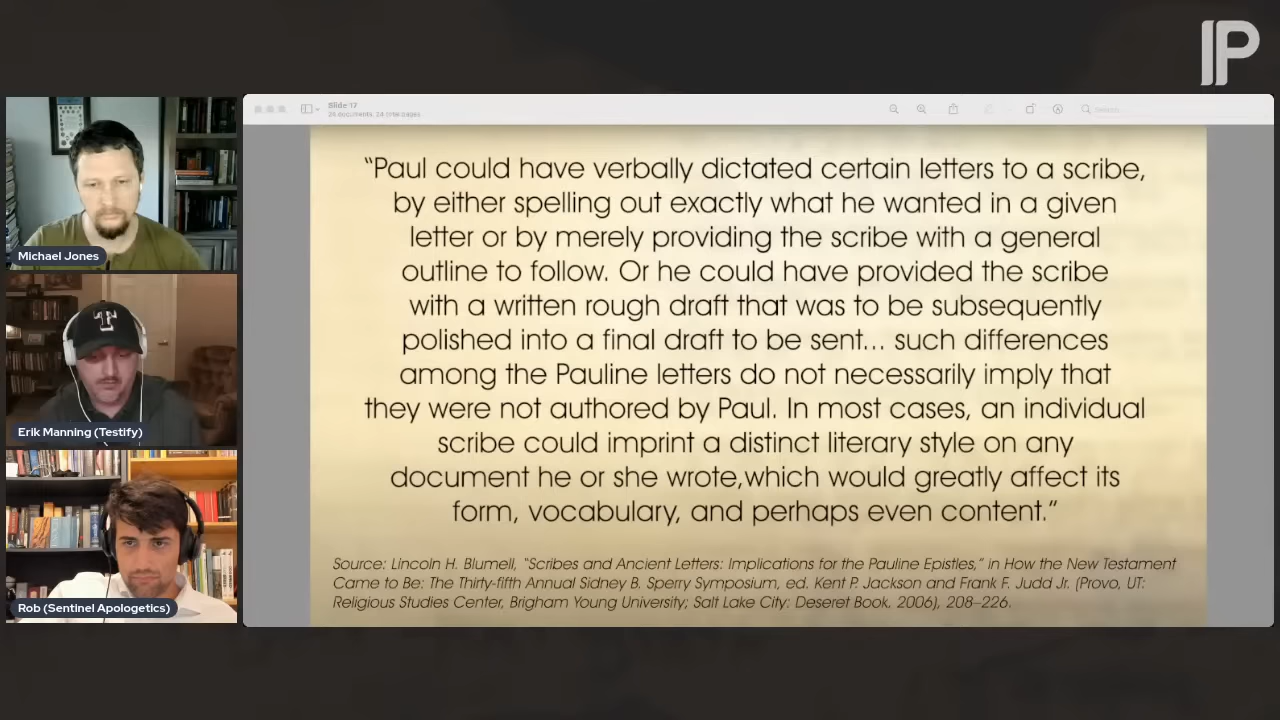 IP
Michael Jones
Erik Manning (Testify)
Rob (Sentinel Apologetics)
Slide 17
“Paul could have verbally dictated certain letters to a scribe,
by either spelling out exactly what he wanted in a given
letter or by merely providing the scribe with a general
outline to follow. Or he could have provided the scribe
with a written rough draft that was to be subsequently
polished into a final draft to be sent... such differences
among the Pauline letters do not necessarily imply that
they were not authored by Paul. In most cases, an individual
scribe could imprint a distinct literary style on any
document he or she wrote,which would greatly affect its
form, vocabulary, and perhaps even content.”
Source: Lincoln H. Blumell, “Scribes and Ancient Letters: Implications for the Pauline Epistles,” in How the New Testament
Came to Be: The Thirty-fifth Annual Sidney B. Sperry Symposium, ed. Kent P. Jackson and Frank F. Judd Jr. (Provo, UT:
Religious Studies Center, Brigham Young University; Salt Lake City: Deseret Book, 2006), 208–226.